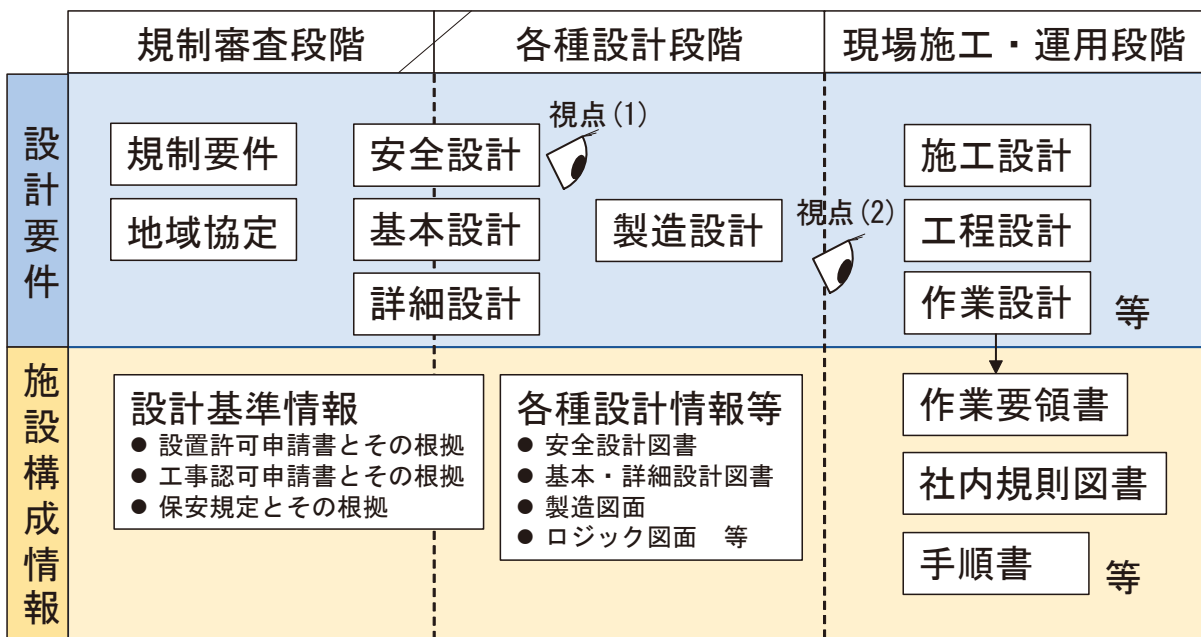 規制審査段階
各種設計段階
現場施工・運用段階
設計要件
規制要件
地域協定
安全設計
基本設計
詳細設計
視点(1)
製造設計
視点(2)
施工設計
工程設計
作業設計
等
施設構成情報
設計基準情報
● 設置許可申請書とその根拠
● 工事認可申請書とその根拠
● 保安規定とその根拠
各種設計情報等
● 安全設計図書
● 基本・詳細設計図書
● 製造図面
● ロジック図面　等
作業要領書
社内規則図書
手順書
等